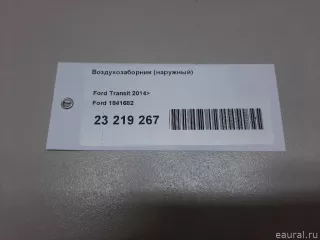 Воздухозаборник (наружный)
Ford Transit 2014>
Ford 1841682
23 219 267
eaural.ru